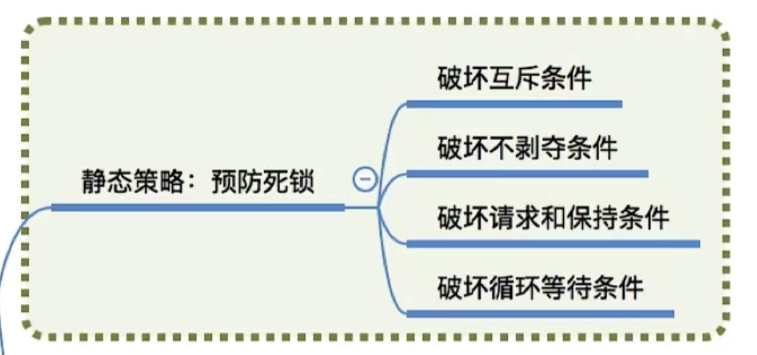 破坏互斥条件
破坏不剥夺条件
静态策略：预防死锁
破坏请求和保持条件
破坏循环等待条件